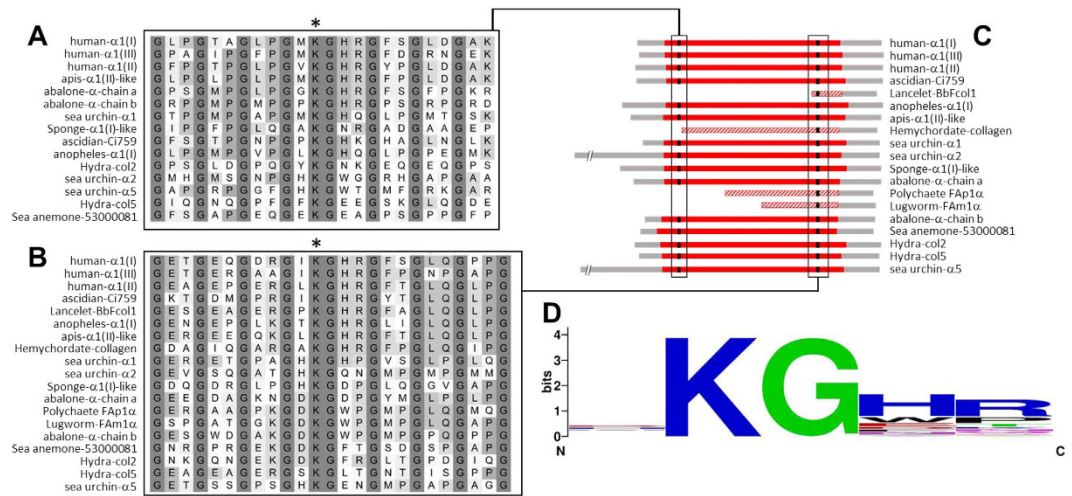 A
*
human-α1(I) G L P G T A G L P G M K G H R G F S G L D G A K
human-α1(III) G P A G I P G F P G M K G H R G F D G R N G E K
human-α1(II) G F P G T P G L P G V K G H R G Y P G L D G A K
apis-α1(II)-like G L P G L P G L P G P K G H R G F P G L D G A K
abalone-α-chain a G P S G M P G L P G G K G H R G F S G F P G K R
abalone-α-chain b G R P G M P G M P G P K G H R G S R G P R G R D
sea urchin-α1 G T P G M S G P V G M K G H Q G L P G M T G S K
Sponge-α1(I)-like G I P G F P G L Q G A K G N R G A D G A A G E P
ascidian-Ci759 G F S G T P G N P G P K G H K G H A G L N G L K
anopheles-α1(I) G L P G M P G V P G L K G H Q G L P G P E G M K
Hydra-col2 G P S G L D G P Q G Y K G N K G E Q G E Q G P S
sea urchin-α2 G M H G M S G N P G H K G W R G H A G P A G A A
sea urchin-α5 G A P G R P G G F G H K G W T G M F G R K G A R
Hydra-col5 G I Q G N Q G P F G F K G E E G S K G L D G Q K
Sea anemone-53000081 G F S G A P G E Q G E K G E A G P S G P P G F P
B
*
human-α1(I) G E T G E Q G D R G I K G H R G F S G L Q G P P G
human-α1(III) G E T G E R G A A G I K G H R G F P G N P G A P G
human-α1(II) G E A G E P G E R G L K G H R G F T G L Q G L P G
ascidian-Ci759 G K T G D M G P R G I K G H R G Y T G L Q G L P G
Lancelet-BbFcol1 G E S G E A G E R G P K G H R G F A G L Q G L P G
anopheles-α1(I) G E N G E P G L K G T K G H R G L I G L Q G L P G
apis-α1(II)-like G E R G E E G Q K G L K G H R G F T G L Q G L P G
Hemychordate-collagen G D A G I Q G A R G A K G H R G F P G L Q G I P G
sea urchin-α1 G E R G E T G P A G H K G H P G V S G L P G L Q G
sea urchin-α2 G E V G S Q G A T G H K G Q N G M P G M P G M M G
Sponge-α1(I)-like G D Q G D R G L P G H K G D P G L Q G G V G A P G
abalone-α-chain a G E E G D A G K N G D K G D P G Y M G L P G L P G
Polychaete FAp1α G E R G A A G P K G D K G W P G M P G L Q G M Q G
Lugworm-FAm1α G S P G A T G G K G D K G W P G M P G L Q G L P G
abalone-α-chain b G E S G W D G A K G D K G W P G M P G P Q G P P G
Sea anemone-53000081 G N R G P R G E K G D K G F T G S D G S P G A P G
Hydra-col2 G K Q G N Q G E K G D K G F R G L T G P D G I Q G
Hydra-col5 G E A G E A G E R G S K G L T G N T G I S G P P G
sea urchin-α5 G E T G S S G P S G H K G E N G M P G A P G A G G
C
human-α1(I)
human-α1(III)
human-α1(II)
ascidian-Ci759
Lancelet-BbFcol1
anopheles-α1(I)
apis-α1(II)-like
Hemychordate-collagen
sea urchin-α1
sea urchin-α2
Sponge-α1(I)-like
abalone-α-chain a
Polychaete FAp1α
Lugworm-FAm1α
abalone-α-chain b
Sea anemone-53000081
Hydra-col2
Hydra-col5
sea urchin-α5
D
bits
4
3
2
1
0
K G H R
N C